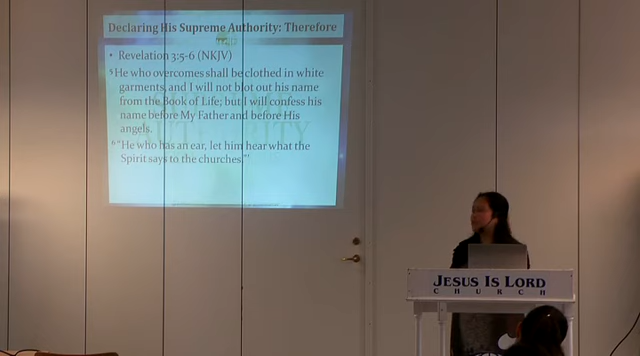 Declaring His Supreme Authority: Therefore
• Revelation 3:5-6 (NKJV)
5 He who overcomes shall be clothed in white
garments, and I will not blot out his name
from the Book of Life; but I will confess his
name before My Father and before His
angels.
6 "He who has an ear, let him hear what the
Spirit says to the churches."'
JESUS IS LORD
CHURCH